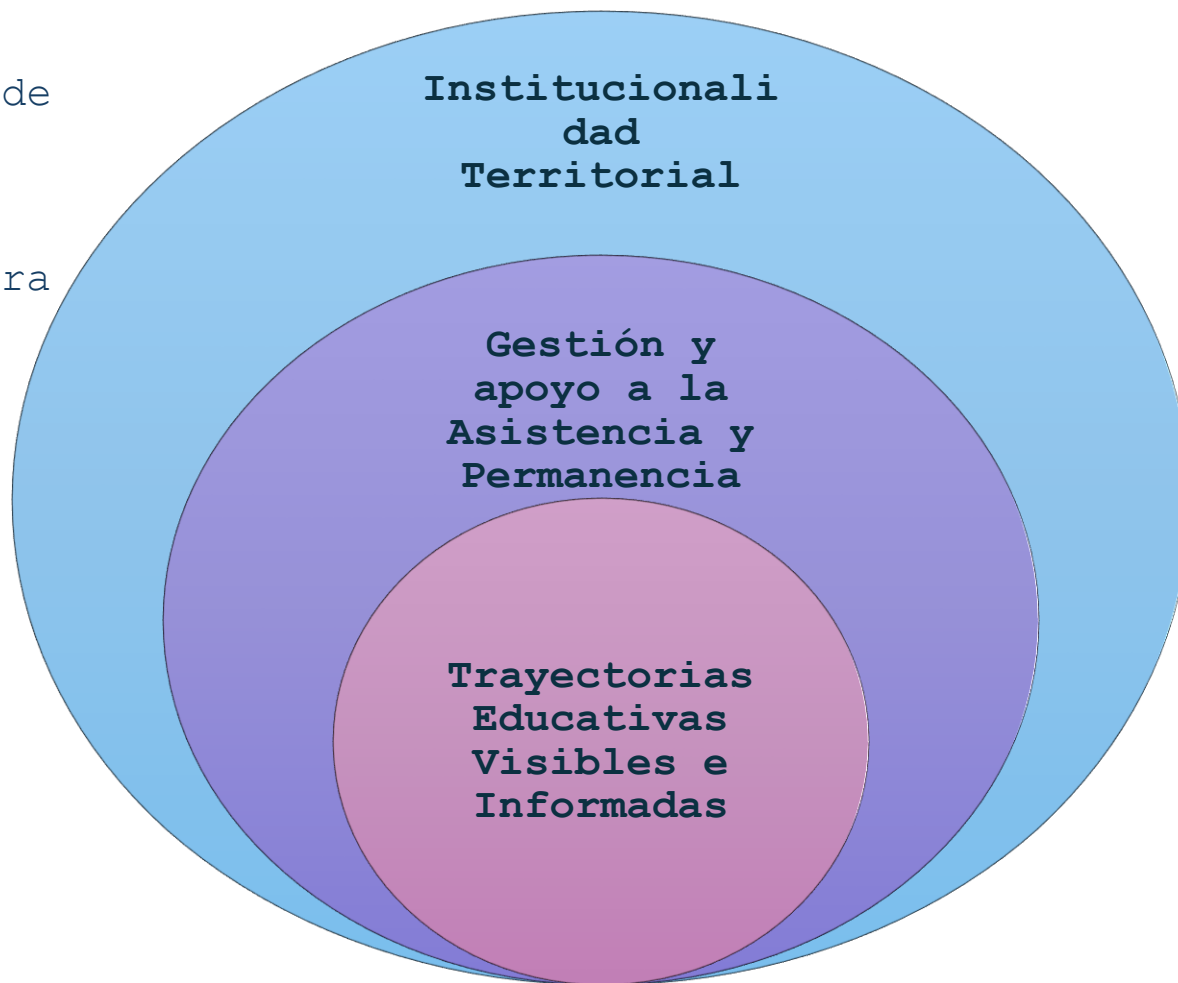 de
Institucionali
dad
Territorial
ra
Gestión y
apoyo a la
Asistencia y
Permanencia
Trayectorias
Educativas
Visibles e
Informadas